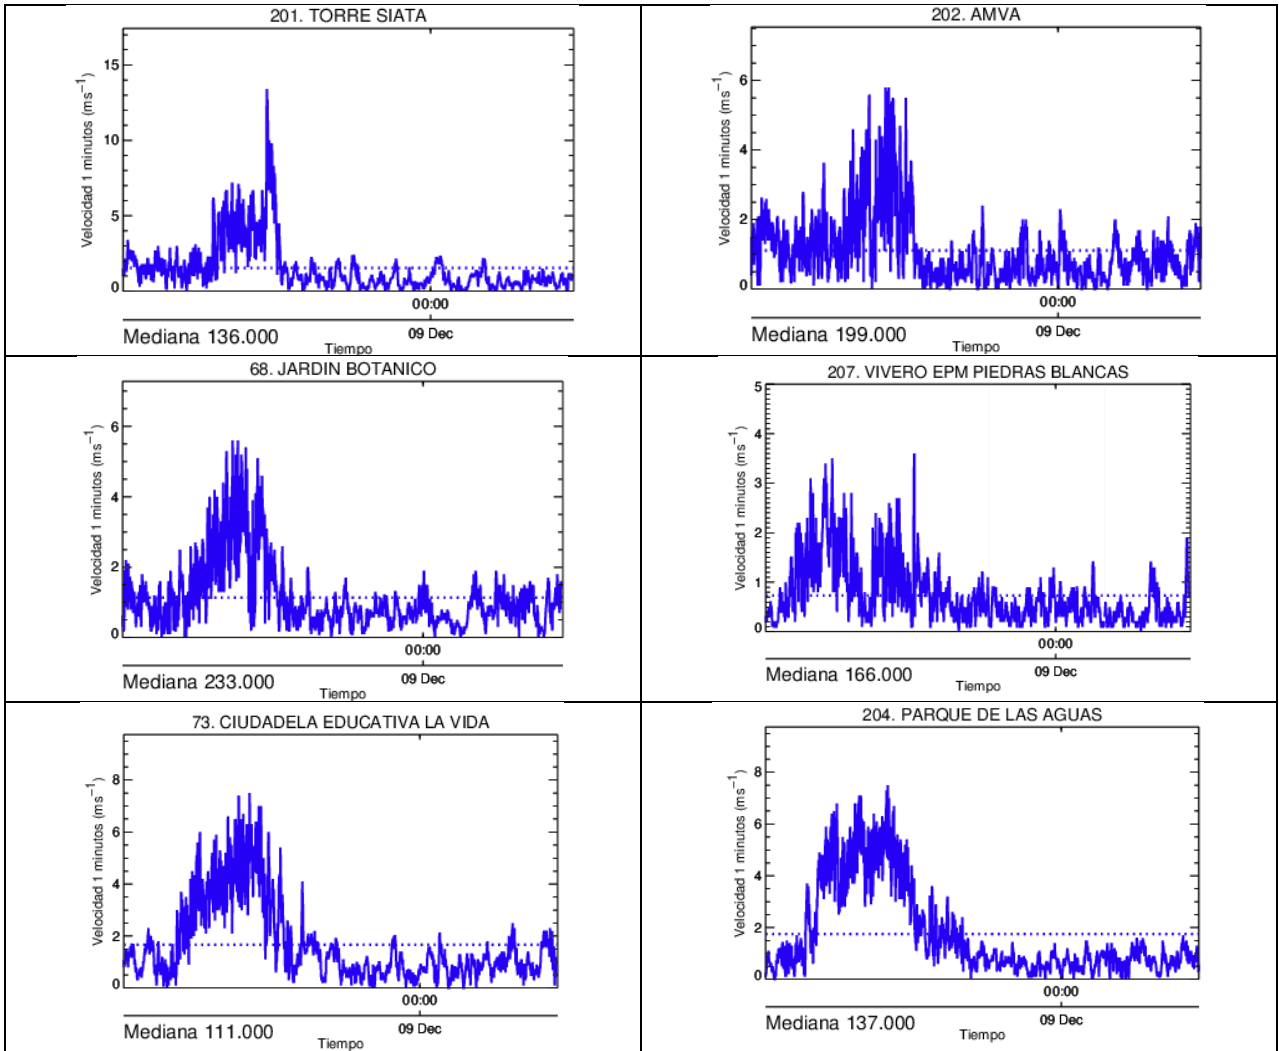 201. TORRE SIATA
Velocidad 1 minutos (ms⁻¹)
15
10
5
0
00:00
09 Dec
Mediana 136.000
Tiempo
202. AMVA
Velocidad 1 minutos (ms⁻¹)
6
4
2
0
00:00
09 Dec
Mediana 199.000
Tiempo
68. JARDIN BOTANICO
Velocidad 1 minutos (ms⁻¹)
6
4
2
0
00:00
09 Dec
Mediana 233.000
Tiempo
207. VIVERO EPM PIEDRAS BLANCAS
Velocidad 1 minutos (ms⁻¹)
5
4
3
2
1
0
00:00
09 Dec
Mediana 166.000
Tiempo
73. CIUDADELA EDUCATIVA LA VIDA
Velocidad 1 minutos (ms⁻¹)
8
6
4
2
0
00:00
09 Dec
Mediana 111.000
Tiempo
204. PARQUE DE LAS AGUAS
Velocidad 1 minutos (ms⁻¹)
8
6
4
2
0
00:00
09 Dec
Mediana 137.000
Tiempo